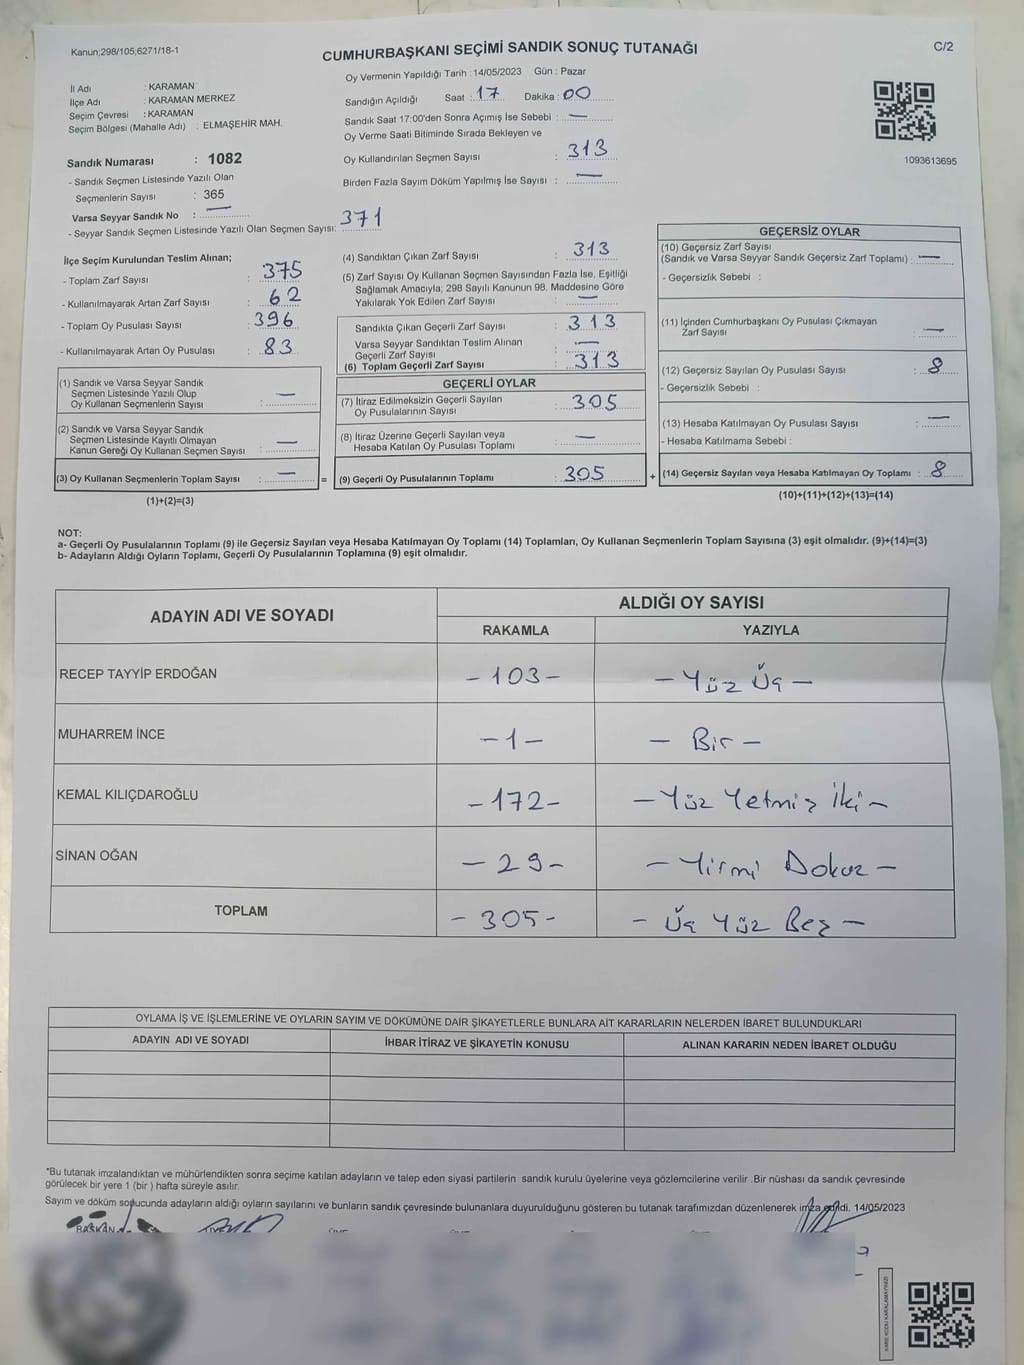 Kanun;298/105;6271/18-1
CUMHURBAŞKANI SEÇİMİ SANDIK SONUÇ TUTANAĞI
C/2
İl Adı : KARAMAN
İlçe Adı : KARAMAN MERKEZ
Seçim Çevresi : KARAMAN
Seçim Bölgesi (Mahalle Adı) : ELMAŞEHİR MAH.
Sandık Numarası : 1082
- Sandık Seçmen Listesinde Yazılı Olan
Seçmenlerin Sayısı : 365
Varsa Seyyar Sandık No : —
- Seyyar Sandık Seçmen Listesinde Yazılı Olan Seçmen Sayısı: 371
Oy Vermenin Yapıldığı Tarih : 14/05/2023 Gün : Pazar
Sandığın Açıldığı Saat : 17 Dakika : 00
Sandık Saat 17:00'den Sonra Açımış İse Sebebi : —
Oy Verme Saati Bitiminde Sırada Bekleyen ve
Oy Kullandırılan Seçmen Sayısı : 313
Birden Fazla Sayım Döküm Yapılmış İse Sayısı : —
1093613695
İlçe Seçim Kurulundan Teslim Alınan;
- Toplam Zarf Sayısı : 375
- Kullanılmayarak Artan Zarf Sayısı : 62
- Toplam Oy Pusulası Sayısı : 396
- Kullanılmayarak Artan Oy Pusulası : 83
(1) Sandık ve Varsa Seyyar Sandık
Seçmen Listesinde Yazılı Olup
Oy Kullanan Seçmenlerin Sayısı : —
(2) Sandık ve Varsa Seyyar Sandık
Seçmen Listesinde Kayıtlı Olmayan
Kanun Gereği Oy Kullanan Seçmen Sayısı : —
(3) Oy Kullanan Seçmenlerin Toplam Sayısı : — =
(1)+(2)=(3)
(4) Sandıktan Çıkan Zarf Sayısı : 313
(5) Zarf Sayısı Oy Kullanan Seçmen Sayısından Fazla İse, Eşitliği
Sağlamak Amacıyla; 298 Sayılı Kanunun 98. Maddesine Göre
Yakılarak Yok Edilen Zarf Sayısı : —
Sandıkta Çıkan Geçerli Zarf Sayısı : 313
Varsa Seyyar Sandıktan Teslim Alınan
Geçerli Zarf Sayısı : —
(6) Toplam Geçerli Zarf Sayısı : 313
GEÇERLİ OYLAR
(7) İtiraz Edilmeksizin Geçerli Sayılan
Oy Pusulalarının Sayısı : 305
(8) İtiraz Üzerine Geçerli Sayılan veya
Hesaba Katılan Oy Pusulası Toplamı : —
(9) Geçerli Oy Pusulalarının Toplamı : 305 +
GEÇERSİZ OYLAR
(10) Geçersiz Zarf Sayısı
(Sandık ve Varsa Seyyar Sandık Geçersiz Zarf Toplamı) : —
- Geçersizlik Sebebi :
(11) İçinden Cumhurbaşkanı Oy Pusulası Çıkmayan
Zarf Sayısı : —
(12) Geçersiz Sayılan Oy Pusulası Sayısı : 8
- Geçersizlik Sebebi :
(13) Hesaba Katılmayan Oy Pusulası Sayısı : —
- Hesaba Katılmama Sebebi :
(14) Geçersiz Sayılan veya Hesaba Katılmayan Oy Toplamı : 8
(10)+(11)+(12)+(13)=(14)
NOT:
a- Geçerli Oy Pusulalarının Toplamı (9) ile Geçersiz Sayılan veya Hesaba Katılmayan Oy Toplamı (14) Toplamları, Oy Kullanan Seçmenlerin Toplam Sayısına (3) eşit olmalıdır. (9)+(14)=(3)
b- Adayların Aldığı Oyların Toplamı, Geçerli Oy Pusulalarının Toplamına (9) eşit olmalıdır.
ADAYIN ADI VE SOYADI
ALDIĞI OY SAYISI
RAKAMLA YAZIYLA
RECEP TAYYİP ERDOĞAN -103- - Yüz Üç -
MUHARREM İNCE -1- - Bir -
KEMAL KILIÇDAROĞLU -172- - Yüz Yetmiş İki -
SİNAN OĞAN -29- - Yirmi Dokuz -
TOPLAM -305- - Üç Yüz Beş -
OYLAMA İŞ VE İŞLEMLERİNE VE OYLARIN SAYIM VE DÖKÜMÜNE DAİR ŞİKAYETLERLE BUNLARA AİT KARARLARIN NELERDEN İBARET BULUNDUKLARI
ADAYIN ADI VE SOYADI İHBAR İTİRAZ VE ŞİKAYETİN KONUSU ALINAN KARARIN NEDEN İBARET OLDUĞU
*Bu tutanak imzalandıktan ve mühürlendikten sonra seçime katılan adayların ve talep eden siyasi partilerin sandık kurulu üyelerine veya gözlemcilerine verilir .Bir nüshası da sandık çevresinde
görülecek bir yere 1 (bir ) hafta süreyle asılır.
Sayım ve döküm sonucunda adayların aldığı oyların sayılarını ve bunların sandık çevresinde bulunanlara duyurulduğunu gösteren bu tutanak tarafımızdan düzenlenerek imza edildi. 14/05/2023
BAŞKAN